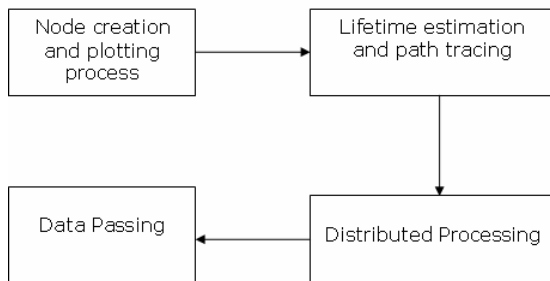 Node creation
and plotting
process
Lifetime estimation
and path tracing
Distributed Processing
Data Passing